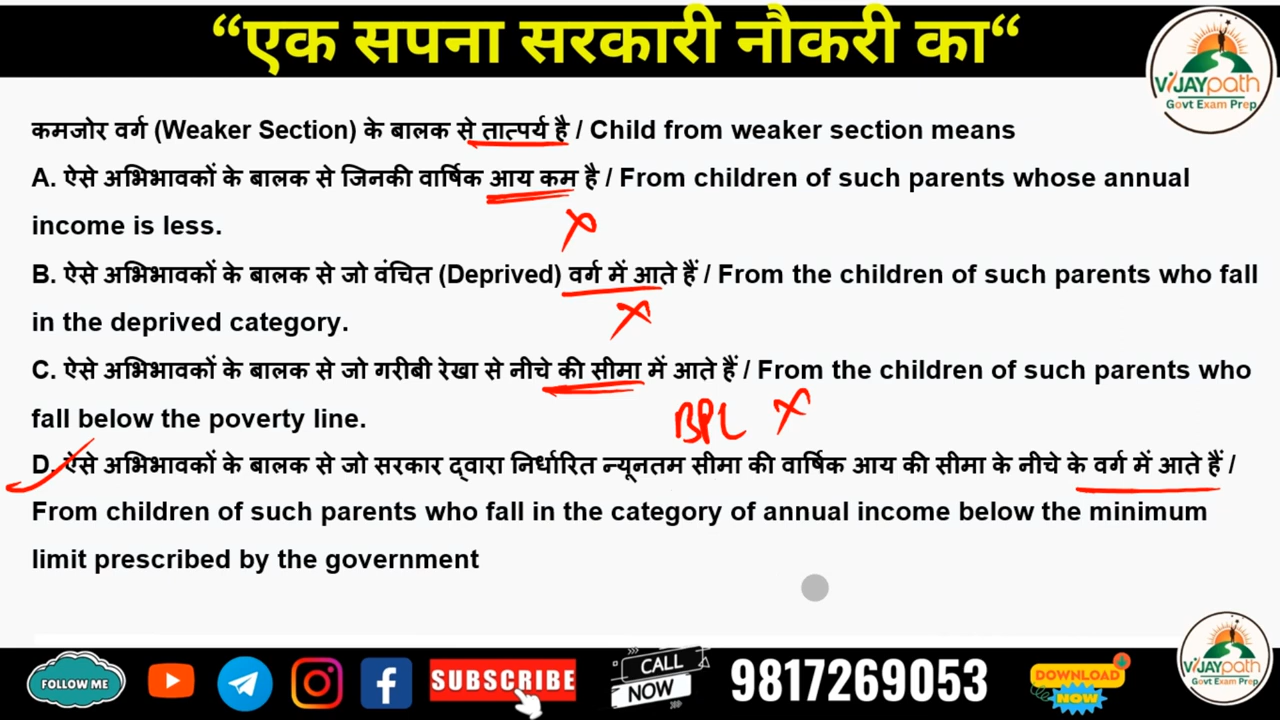 “एक सपना सरकारी नौकरी का“
VIJAYpath
Govt Exam Prep
कमजोर वर्ग (Weaker Section) के बालक से तात्पर्य है / Child from weaker section means
A. ऐसे अभिभावकों के बालक से जिनकी वार्षिक आय कम है / From children of such parents whose annual
income is less.
B. ऐसे अभिभावकों के बालक से जो वंचित (Deprived) वर्ग में आते हैं / From the children of such parents who fall
in the deprived category.
C. ऐसे अभिभावकों के बालक से जो गरीबी रेखा से नीचे की सीमा में आते हैं / From the children of such parents who
fall below the poverty line.
BPL
D. ऐसे अभिभावकों के बालक से जो सरकार द्वारा निर्धारित न्यूनतम सीमा की वार्षिक आय की सीमा के नीचे के वर्ग में आते हैं /
From children of such parents who fall in the category of annual income below the minimum
limit prescribed by the government
FOLLOW ME
SUBSCRIBE
CALL
NOW
9817269053
DOWNLOAD
NOW
VIJAYpath
Govt Exam Prep